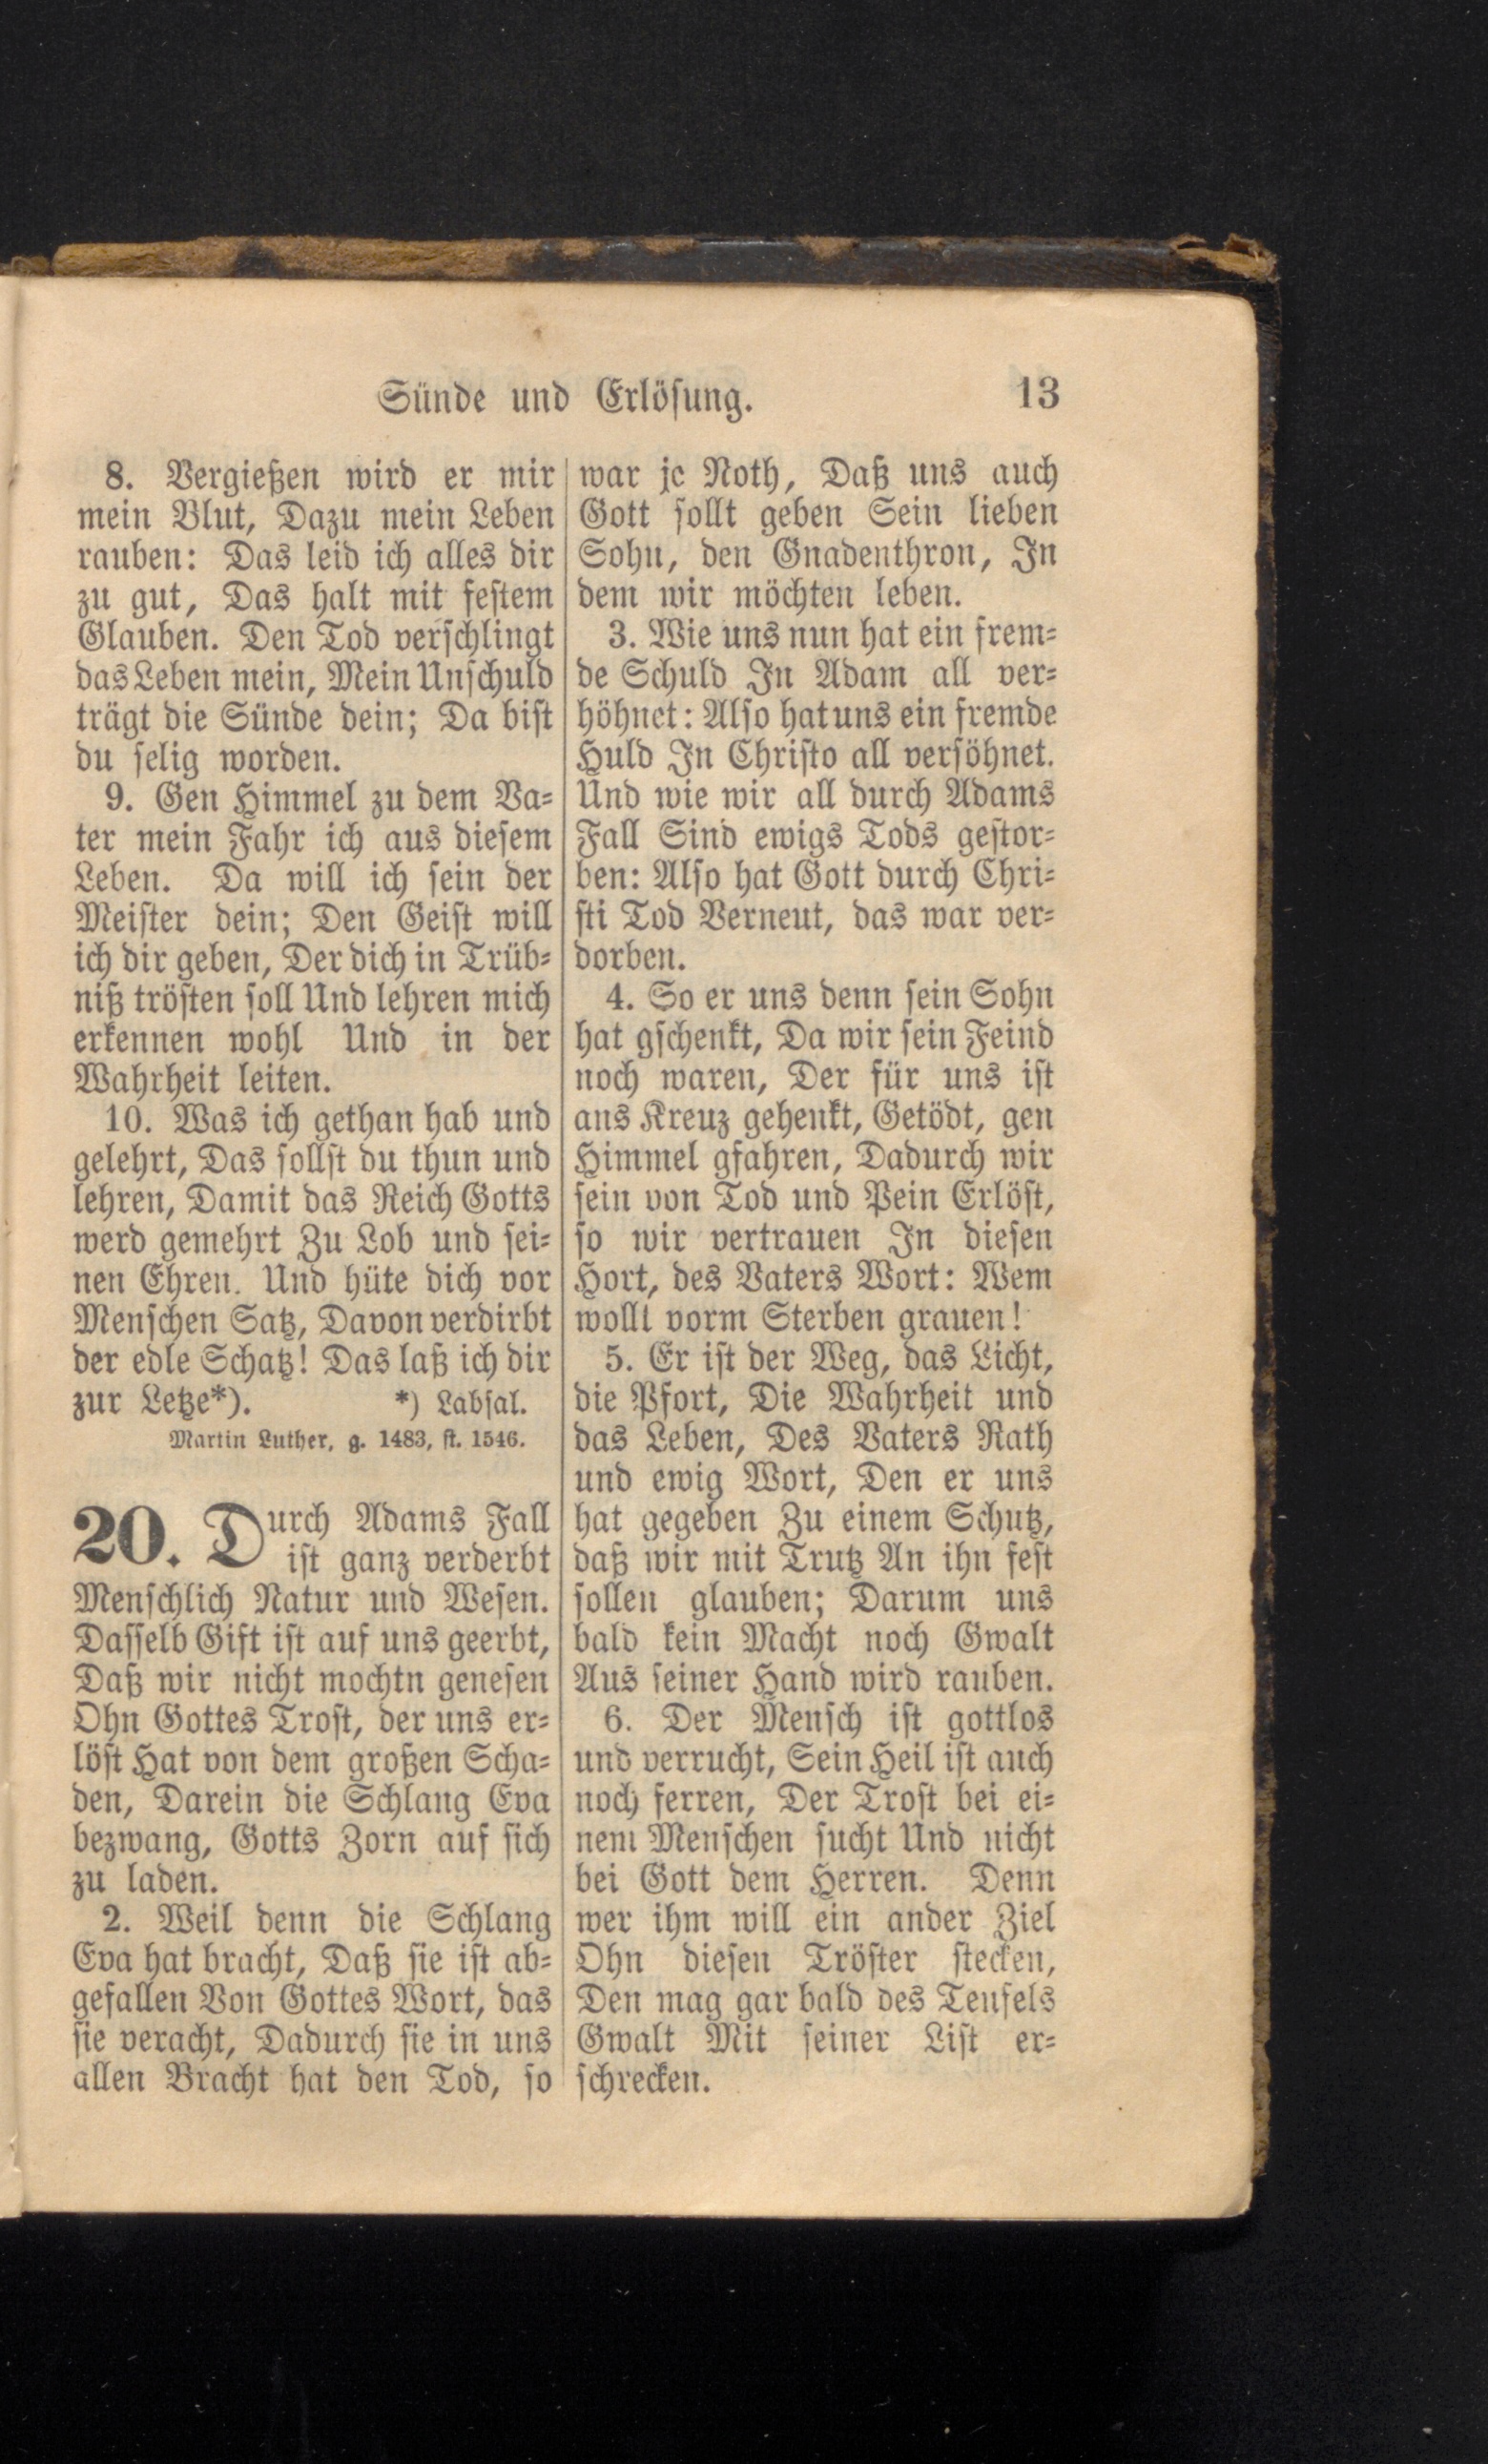 Sünde und Erlösung. 13
8. Vergießen wird er mir
mein Blut, Dazu mein Leben
rauben: Das leid ich alles dir
zu gut, Das halt mit festem
Glauben. Den Tod verschlingt
das Leben mein, Mein Unschuld
trägt die Sünde dein; Da bist
du selig worden.
9. Gen Himmel zu dem Va-
ter mein Fahr ich aus diesem
Leben. Da will ich sein der
Meister dein; Den Geist will
ich dir geben, Der dich in Trüb-
niß trösten soll Und lehren mich
erkennen wohl Und in der
Wahrheit leiten.
10. Was ich gethan hab und
gelehrt, Das sollst du thun und
lehren, Damit das Reich Gotts
werd gemehrt Zu Lob und sei-
nen Ehren. Und hüte dich vor
Menschen Satz, Davon verdirbt
der edle Schatz! Das laß ich dir
zur Letze*). *) Labsal.
Martin Luther, g. 1483, st. 1546.
20. Durch Adams Fall
ist ganz verderbt
Menschlich Natur und Wesen.
Dasselb Gift ist auf uns geerbt,
Daß wir nicht mochtn genesen
Ohn Gottes Trost, der uns er-
löst Hat von dem großen Scha-
den, Darein die Schlang Eva
bezwang, Gotts Zorn auf sich
zu laden.
2. Weil denn die Schlang
Eva hat bracht, Daß sie ist ab-
gefallen Von Gottes Wort, das
sie veracht, Dadurch sie in uns
allen Bracht hat den Tod, so
war je Noth, Daß uns auch
Gott sollt geben Sein lieben
Sohn, den Gnadenthron, In
dem wir möchten leben.
3. Wie uns nun hat ein frem-
de Schuld In Adam all ver-
höhnet: Also hat uns ein fremde
Huld In Christo all versöhnet.
Und wie wir all durch Adams
Fall Sind ewigs Tods gestor-
ben: Also hat Gott durch Chri-
sti Tod Verneut, das war ver-
dorben.
4. So er uns denn sein Sohn
hat gschenkt, Da wir sein Feind
noch waren, Der für uns ist
ans Kreuz gehenkt, Getödt, gen
Himmel gfahren, Dadurch wir
sein von Tod und Pein Erlöst,
so wir vertrauen In diesen
Hort, des Vaters Wort: Wem
wollt vorm Sterben grauen!
5. Er ist der Weg, das Licht,
die Pfort, Die Wahrheit und
das Leben, Des Vaters Rath
und ewig Wort, Den er uns
hat gegeben Zu einem Schutz,
daß wir mit Trutz An ihn fest
sollen glauben; Darum uns
bald kein Macht noch Gwalt
Aus seiner Hand wird rauben.
6. Der Mensch ist gottlos
und verrucht, Sein Heil ist auch
noch ferren, Der Trost bei ei-
nem Menschen sucht Und nicht
bei Gott dem Herren. Denn
wer ihm will ein ander Ziel
Ohn diesen Tröster stecken,
Den mag gar bald des Teufels
Gwalt Mit seiner List er-
schrecken.